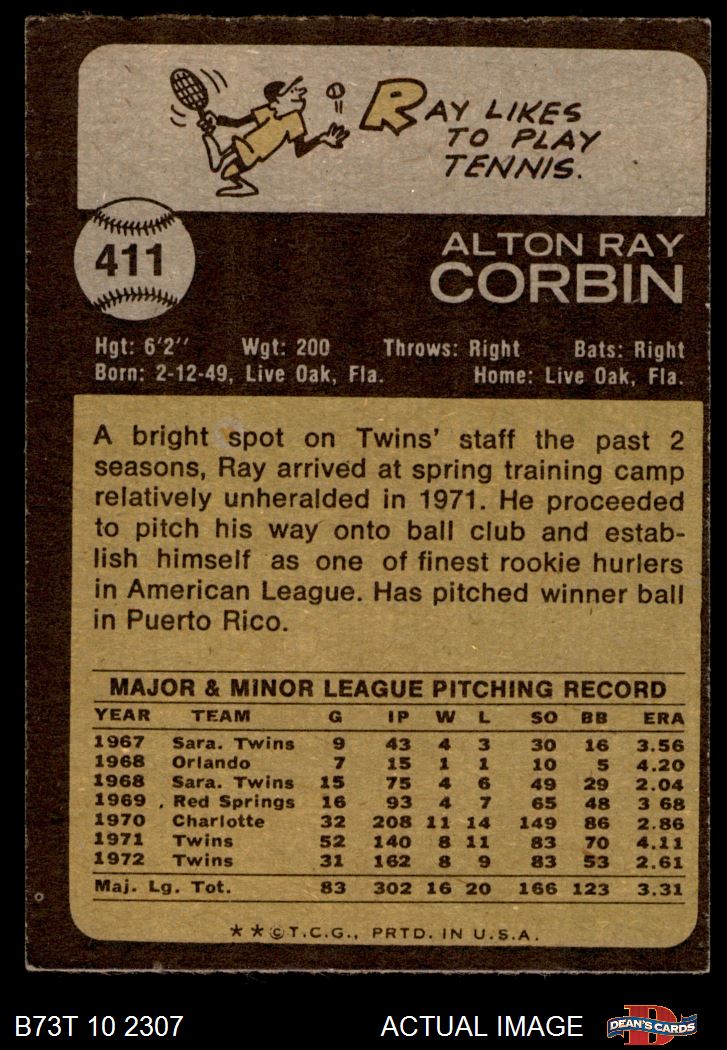 RAY LIKES
TO PLAY
TENNIS.
411
ALTON RAY
CORBIN
Hgt: 6'2" Wgt: 200 Throws: Right Bats: Right
Born: 2-12-49, Live Oak, Fla. Home: Live Oak, Fla.
A bright spot on Twins' staff the past 2
seasons, Ray arrived at spring training camp
relatively unheralded in 1971. He proceeded
to pitch his way onto ball club and estab-
lish himself as one of finest rookie hurlers
in American League. Has pitched winner ball
in Puerto Rico.
MAJOR & MINOR LEAGUE PITCHING RECORD
YEAR TEAM G IP W L SO BB ERA
1967 Sara. Twins 9 43 4 3 30 16 3.56
1968 Orlando 7 15 1 1 10 5 4.20
1968 Sara. Twins 15 75 4 6 49 29 2.04
1969 Red Springs 16 93 4 7 65 48 3 68
1970 Charlotte 32 208 11 14 149 86 2.86
1971 Twins 52 140 8 11 83 70 4.11
1972 Twins 31 162 8 9 83 53 2.61
Maj. Lg. Tot. 83 302 16 20 166 123 3.31
**©T.C.G., PRTD. IN U.S.A.
B73T 10 2307 ACTUAL IMAGE D DEAN'S CARDS